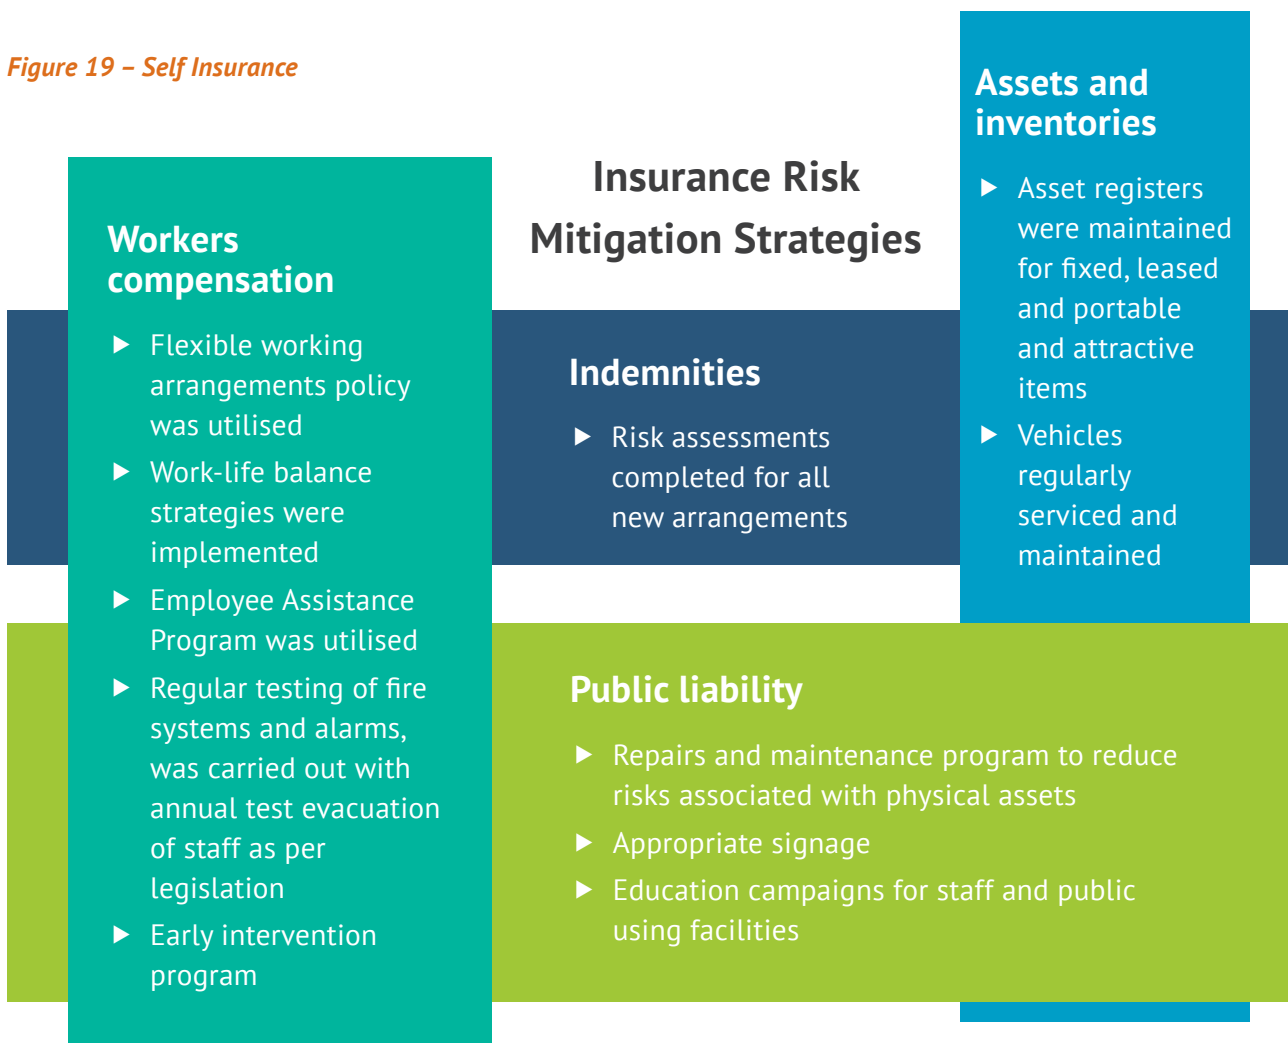 Figure 19 – Self Insurance
Insurance Risk
Mitigation Strategies
Workers
compensation
Flexible working
arrangements policy
was utilised
Work-life balance
strategies were
implemented
Employee Assistance
Program was utilised
Regular testing of fire
systems and alarms,
was carried out with
annual test evacuation
of staff as per
legislation
Early intervention
program
Indemnities
Risk assessments
completed for all
new arrangements
Assets and
inventories
Asset registers
were maintained
for fixed, leased
and portable
and attractive
items
Vehicles
regularly
serviced and
maintained
Public liability
Repairs and maintenance program to reduce
risks associated with physical assets
Appropriate signage
Education campaigns for staff and public
using facilities